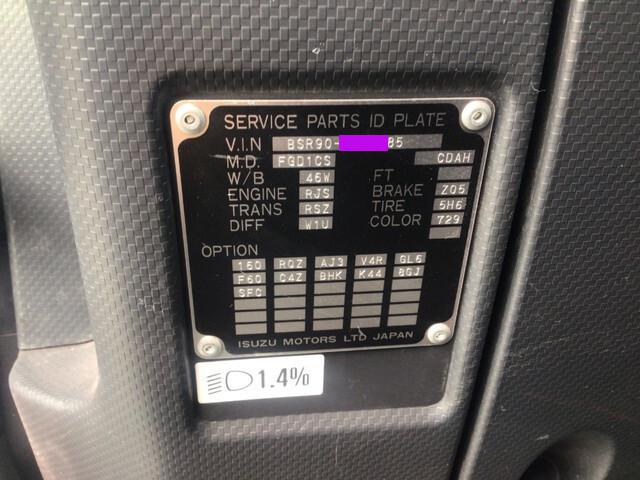 SERVICE PARTS ID PLATE
V.I.N BSR90- 85
M.D. FGD1CS CDAH
W/B 46W FT
ENGINE RJS BRAKE Z05
TRANS RSZ TIRE 5H6
DIFF W1U COLOR 729
OPTION
160 RQZ AJ3 V4R GL6
F60 C4Z BHK K44 8GJ
SFC
ISUZU MOTORS LTD JAPAN
1.4%